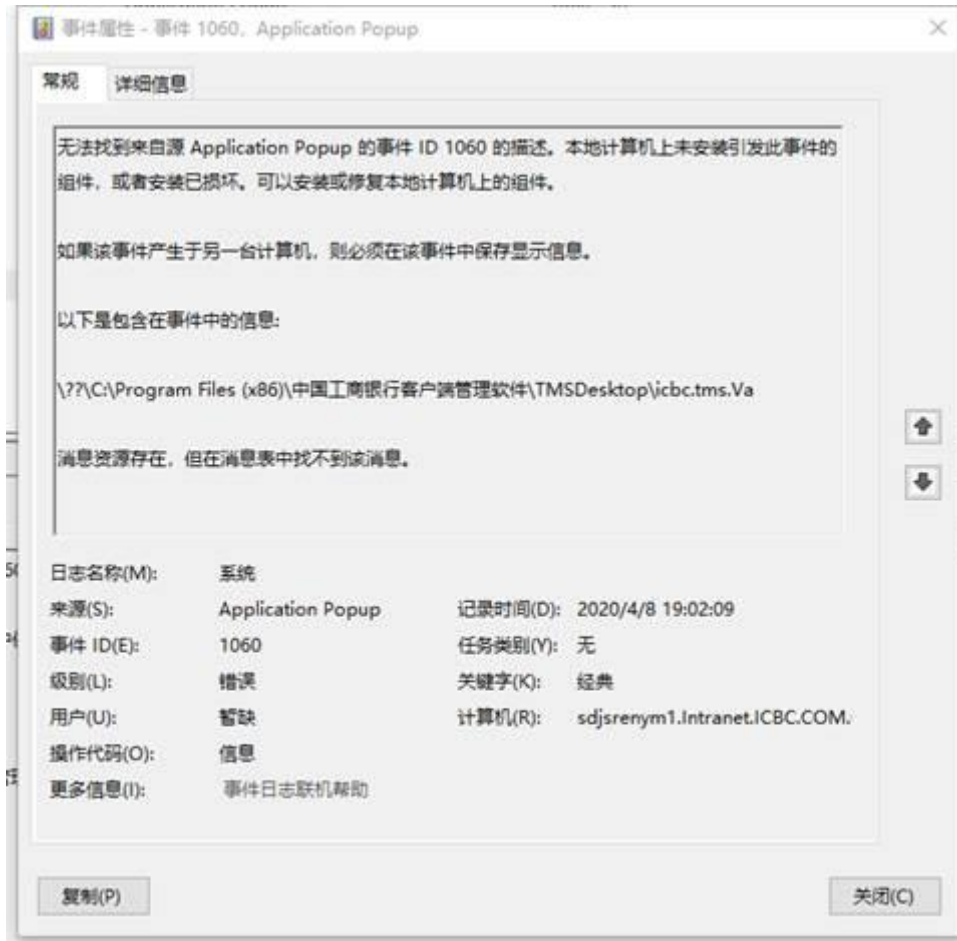 事件属性 - 事件 1060，Application Popup
常规
详细信息
无法找到来自源 Application Popup 的事件 ID 1060 的描述。本地计算机上未安装引发此事件的
组件，或者安装已损坏。可以安装或修复本地计算机上的组件。
如果该事件产生于另一台计算机，则必须在该事件中保存显示信息。
以下是包含在事件中的信息:
\??\C:\Program Files (x86)\中国工商银行客户端管理软件\TMSDesktop\icbc.tms.Va
消息资源存在，但在消息表中找不到该消息。
日志名称(M): 系统
来源(S): Application Popup 记录时间(D): 2020/4/8 19:02:09
事件 ID(E): 1060 任务类别(Y): 无
级别(L): 错误 关键字(K): 经典
用户(U): 暂缺 计算机(R): sdjsrenym1.Intranet.ICBC.COM.
操作代码(O): 信息
更多信息(I): 事件日志联机帮助
复制(P) 关闭(C)